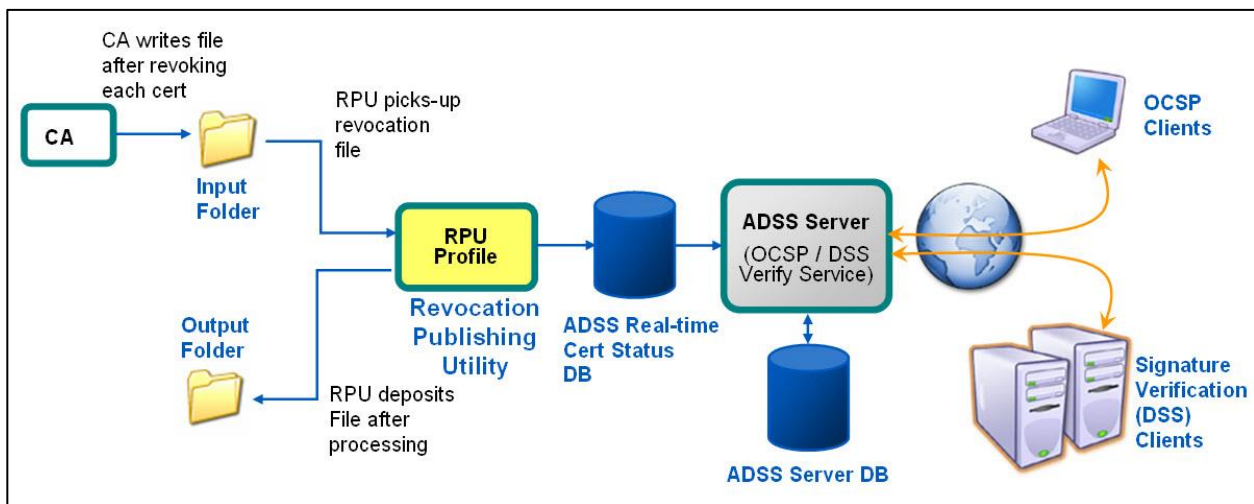 CA writes file
after revoking
each cert
CA
Input
Folder
RPU picks-up
revocation
file
RPU
Profile
Revocation
Publishing
Utility
Output
Folder
RPU deposits
File after
processing
ADSS Real-time
Cert Status
DB
ADSS Server
(OCSP / DSS
Verify Service)
ADSS Server DB
OCSP
Clients
Signature
Verification
(DSS)
Clients